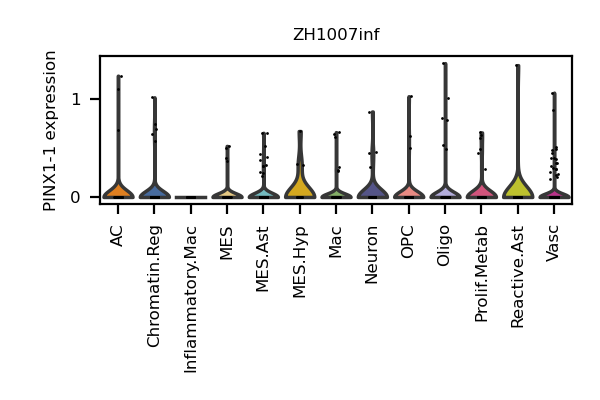 ZH1007inf
PINX1-1 expression
1
0
AC
Chromatin.Reg
Inflammatory.Mac
MES
MES.Ast
MES.Hyp
Mac
Neuron
OPC
Oligo
Prolif.Metab
Reactive.Ast
Vasc